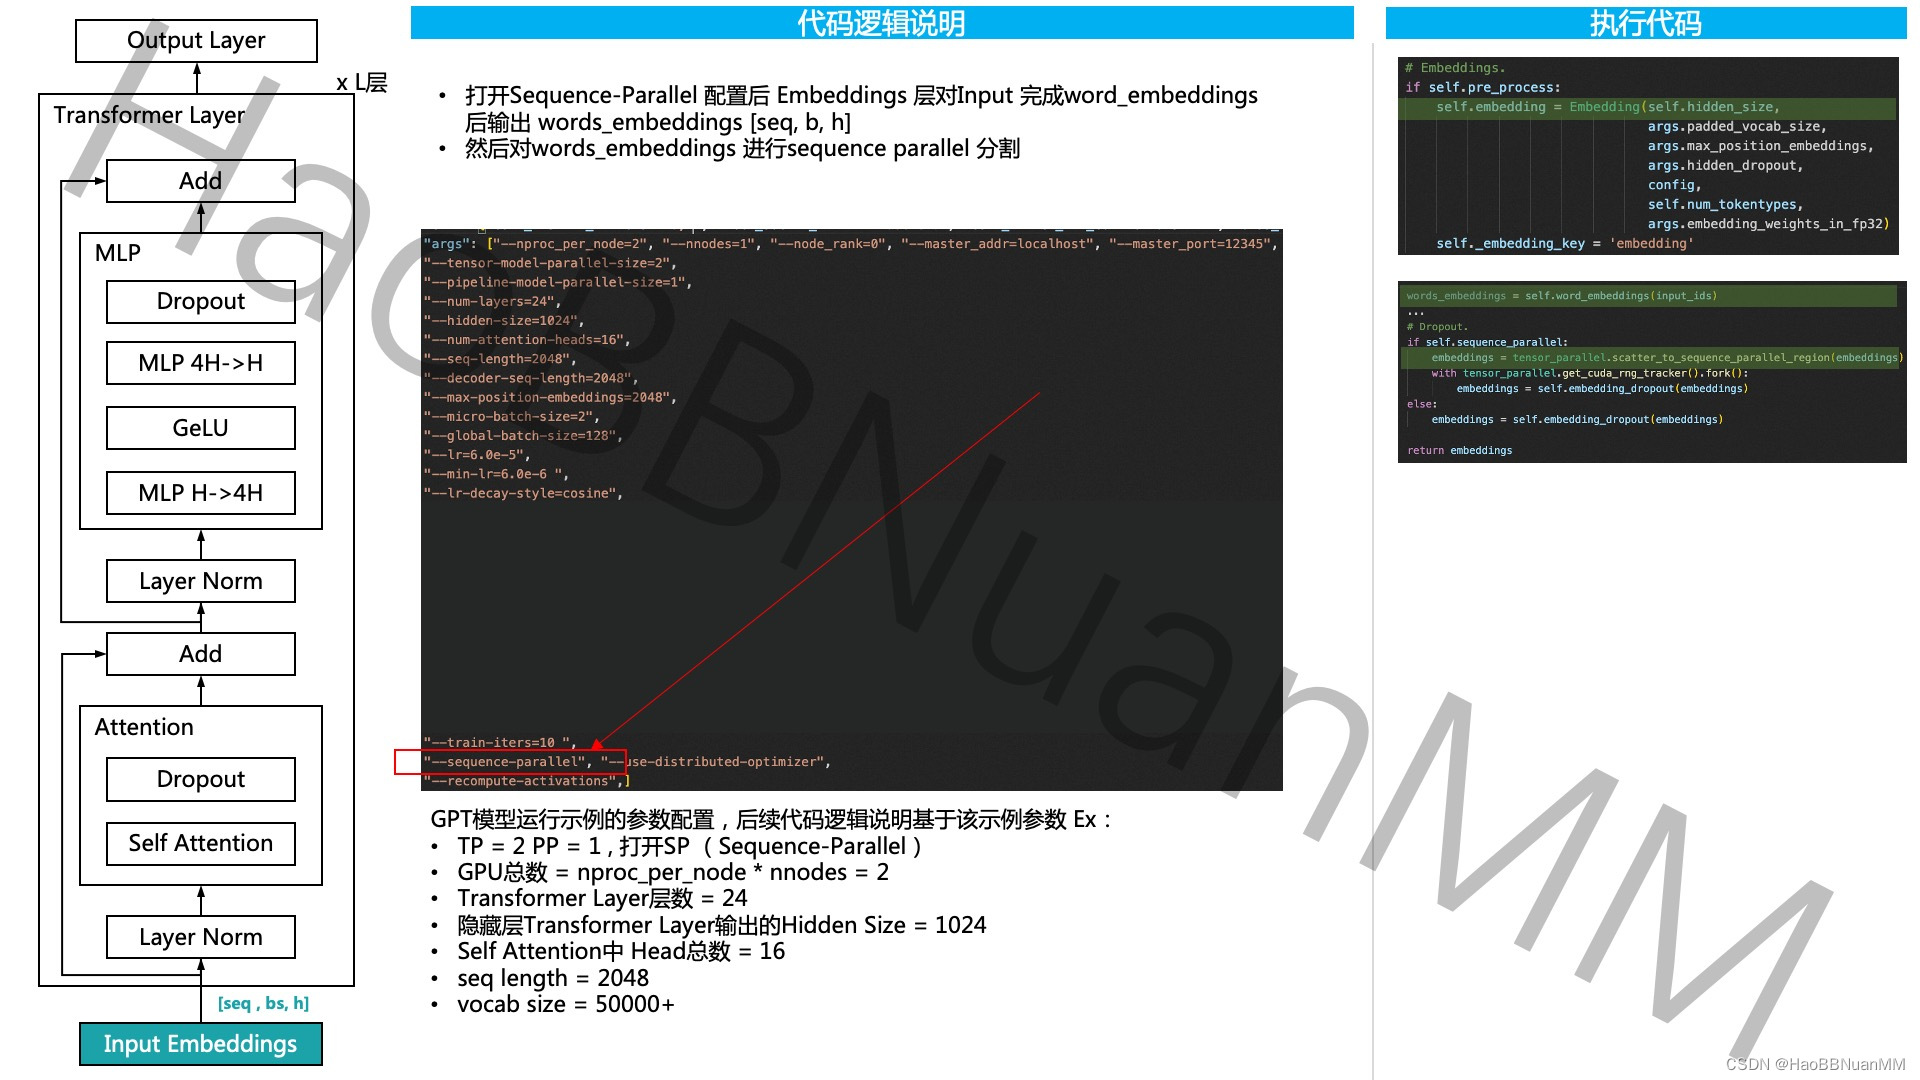 Output Layer
x L层
Transformer Layer
Add
MLP
Dropout
MLP 4H->H
GeLU
MLP H->4H
Layer Norm
Add
Attention
Dropout
Self Attention
Layer Norm
[seq , bs, h]
Input Embeddings
代码逻辑说明
• 打开Sequence-Parallel 配置后 Embeddings 层对Input 完成word_embeddings
后输出 words_embeddings [seq, b, h]
• 然后对words_embeddings 进行sequence parallel 分割
"args": ["--nproc_per_node=2", "--nnodes=1", "--node_rank=0", "--master_addr=localhost", "--master_port=12345",
"--tensor-model-parallel-size=2",
"--pipeline-model-parallel-size=1",
"--num-layers=24",
"--hidden-size=1024",
"--num-attention-heads=16",
"--seq-length=2048",
"--decoder-seq-length=2048",
"--max-position-embeddings=2048",
"--micro-batch-size=2",
"--global-batch-size=128",
"--lr=6.0e-5",
"--min-lr=6.0e-6 ",
"--lr-decay-style=cosine",
"--train-iters=10 ",
"--sequence-parallel", "--use-distributed-optimizer",
"--recompute-activations",]
GPT模型运行示例的参数配置，后续代码逻辑说明基于该示例参数 Ex：
• TP = 2 PP = 1 , 打开SP（Sequence-Parallel）
• GPU总数 = nproc_per_node * nnodes = 2
• Transformer Layer层数 = 24
• 隐藏层Transformer Layer输出的Hidden Size = 1024
• Self Attention中 Head总数 = 16
• seq length = 2048
• vocab size = 50000+
执行代码
# Embeddings.
if self.pre_process:
self.embedding = Embedding(self.hidden_size,
args.padded_vocab_size,
args.max_position_embeddings,
args.hidden_dropout,
config,
self.num_tokentypes,
args.embedding_weights_in_fp32)
self._embedding_key = 'embedding'
words_embeddings = self.word_embeddings(input_ids)
...
# Dropout.
if self.sequence_parallel:
embeddings = tensor_parallel.scatter_to_sequence_parallel_region(embeddings)
with tensor_parallel.get_cuda_rng_tracker().fork():
embeddings = self.embedding_dropout(embeddings)
else:
embeddings = self.embedding_dropout(embeddings)
return embeddings
HaoBBNuanMM
CSDN @HaoBBNuanMM